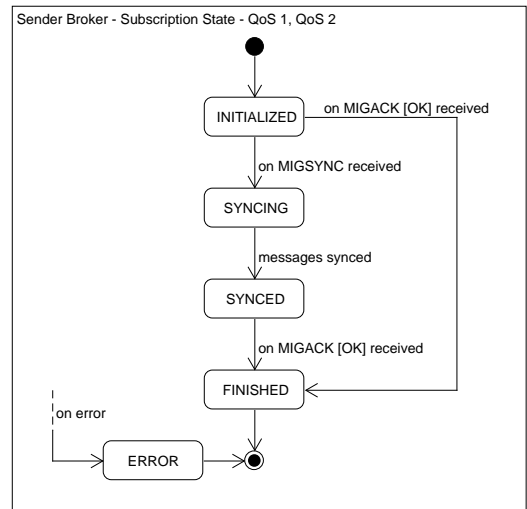 Sender Broker - Subscription State - QoS 1, QoS 2
INITIALIZED
on MIGACK [OK] received
on MIGSYNC received
SYNCING
messages synced
SYNCED
on MIGACK [OK] received
FINISHED
on error
ERROR